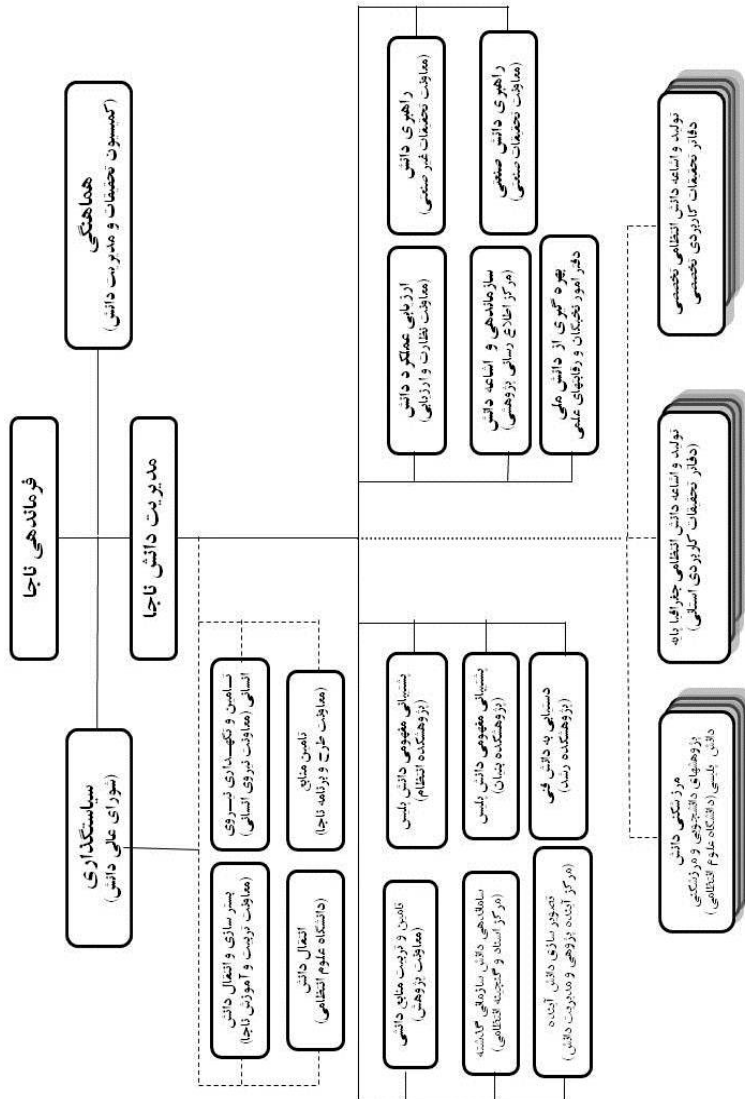 فرماندهی ناجا
هماهنگی
(کمیسیون تحقیقات و مدیریت دانش)
سیاستگذاری
(شورای عالی دانش)
مدیریت دانش ناجا
تامین و نگهداری نیروی
انسانی (معاونت نیروی انسانی)
تامین منابع
(معاونت طرح و برنامه ناجا)
بستر سازی و انتقال دانش
(معاونت تربیت و آموزش ناجا)
انتقال دانش
(دانشگاه علوم انتظامی)
راهبری دانش
(معاونت تحقیقات غیر صنعتی)
راهبری دانش صنعتی
(معاونت تحقیقات صنعتی)
ارزیابی عملکرد دانش
(معاونت نظارت و ارزیابی)
سازماندهی و اشاعه دانش
(مرکز اطلاع رسانی پژوهشی)
بهره گیری از دانش ملی
دفتر امور نخبگان و رقابتهای علمی
پشتیبانی مفهومی دانش پلیس
(پژوهشکده انتظام)
پشتیبانی مفهومی دانش پلیس
(پژوهشکده بنیان)
دستیابی به دانش فنی
(پژوهشکده رشد)
تامین و تربیت منابع دانشی
(معاونت پژوهش)
ساماندهی دانش سازمانی گذشته
(مرکز اسناد و گنجینه انتظامی)
تصویر سازی دانش آینده
(مرکز آینده پژوهی و مدیریت دانش)
تولید و اشاعه دانش انتظامی تخصصی
دفاتر تحقیقات کاربردی تخصصی
تولید و اشاعه دانش انتظامی جغرافیا پایه
(دفاتر تحقیقات کاربردی استانی)
مرزشکنی دانش
پژوهشهای دانشجویی و مرزشکنی
دانش پلیسی (دانشگاه علوم انتظامی)